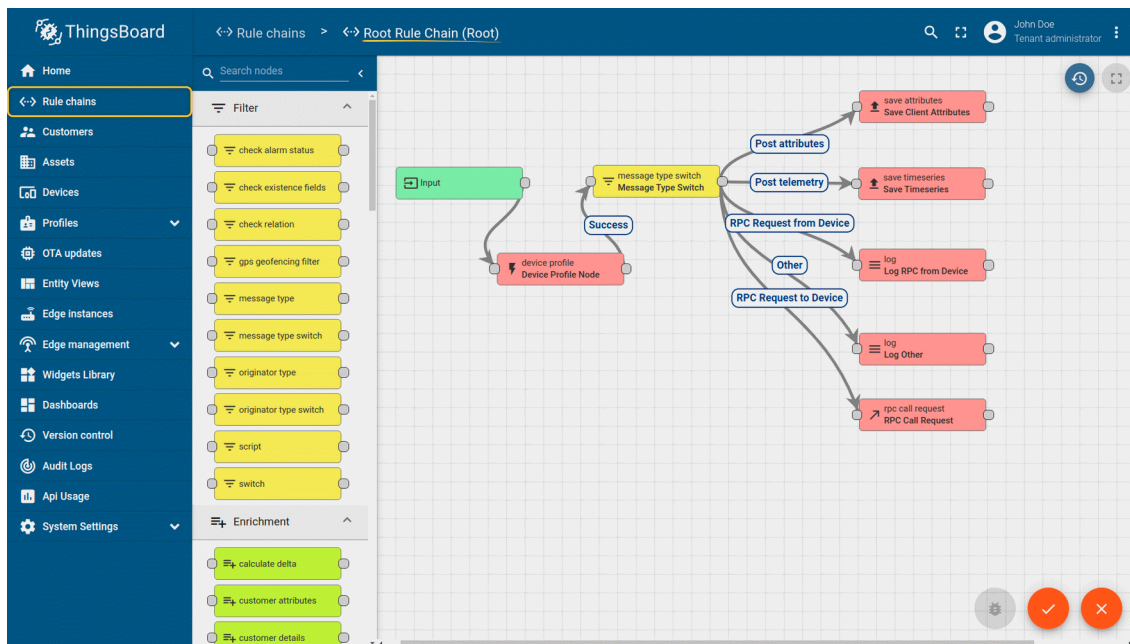 ThingsBoard
Rule chains > Root Rule Chain (Root)
John Doe
Tenant administrator
Home
Rule chains
Customers
Assets
Devices
Profiles
OTA updates
Entity Views
Edge instances
Edge management
Widgets Library
Dashboards
Version control
Audit Logs
Api Usage
System Settings
Search nodes
Filter
check alarm status
check existence fields
check relation
gps geofencing filter
message type
message type switch
originator type
originator type switch
script
switch
Enrichment
calculate delta
customer attributes
customer details
Input
device profile
Device Profile Node
Success
message type switch
Message Type Switch
Post attributes
Post telemetry
RPC Request from Device
Other
RPC Request to Device
save attributes
Save Client Attributes
save timeseries
Save Timeseries
log
Log RPC from Device
log
Log Other
rpc call request
RPC Call Request